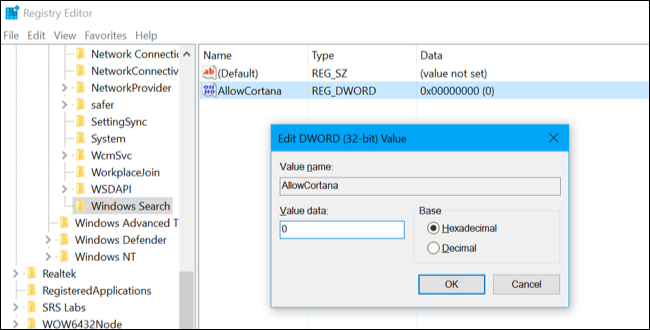 Registry Editor
File Edit View Favorites Help
Network Connectic
NetworkConnectiv
NetworkProvider
safer
SettingSync
System
WcmSvc
WorkplaceJoin
WSDAPI
Windows Search
Windows Advanced T
Windows Defender
Windows NT
Realtek
RegisteredApplications
SRS Labs
WOW6432Node
Name Type Data
(Default) REG_SZ (value not set)
AllowCortana REG_DWORD 0x00000000 (0)
Edit DWORD (32-bit) Value
Value name:
AllowCortana
Value data:
0
Base
Hexadecimal
Decimal
OK Cancel